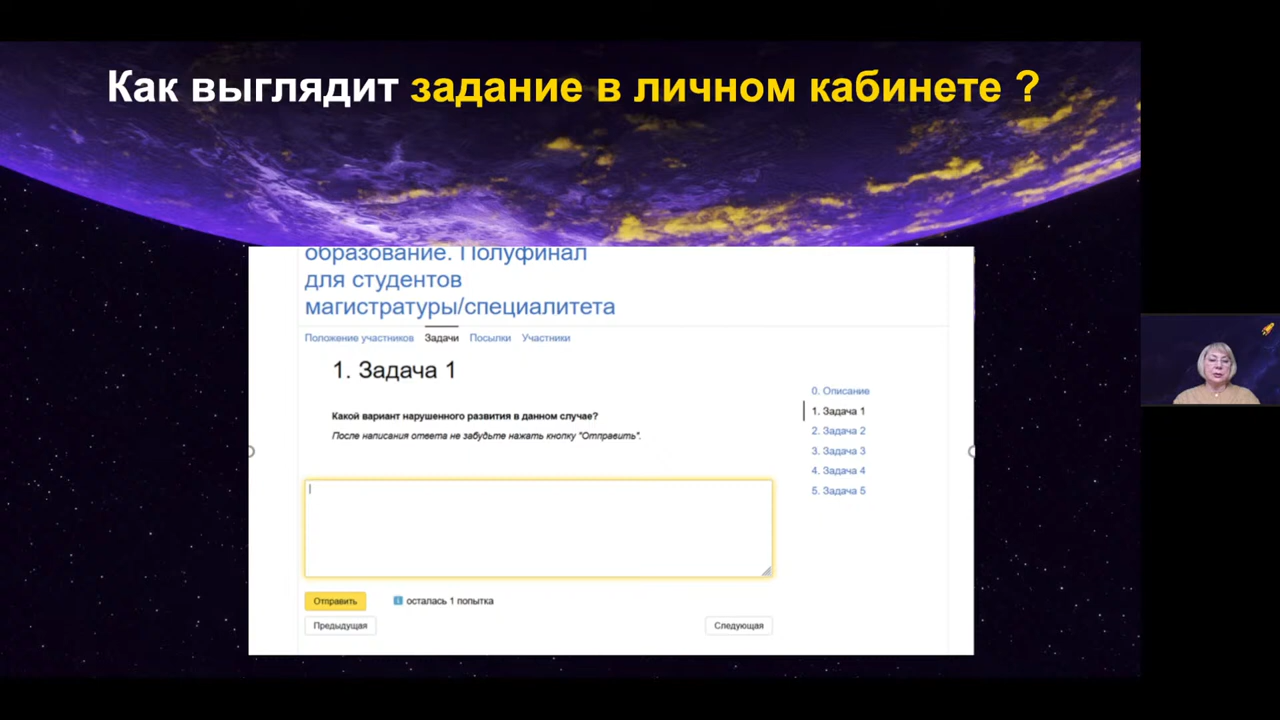 Как выглядит задание в личном кабинете ?
образование. Полуфинал
для студентов
магистратуры/специалитета
Положение участников Задачи Посылки Участники
1. Задача 1
Какой вариант нарушенного развития в данном случае?
После написания ответа не забудьте нажать кнопку "Отправить".
0. Описание
1. Задача 1
2. Задача 2
3. Задача 3
4. Задача 4
5. Задача 5
Отправить
осталась 1 попытка
Предыдущая
Следующая